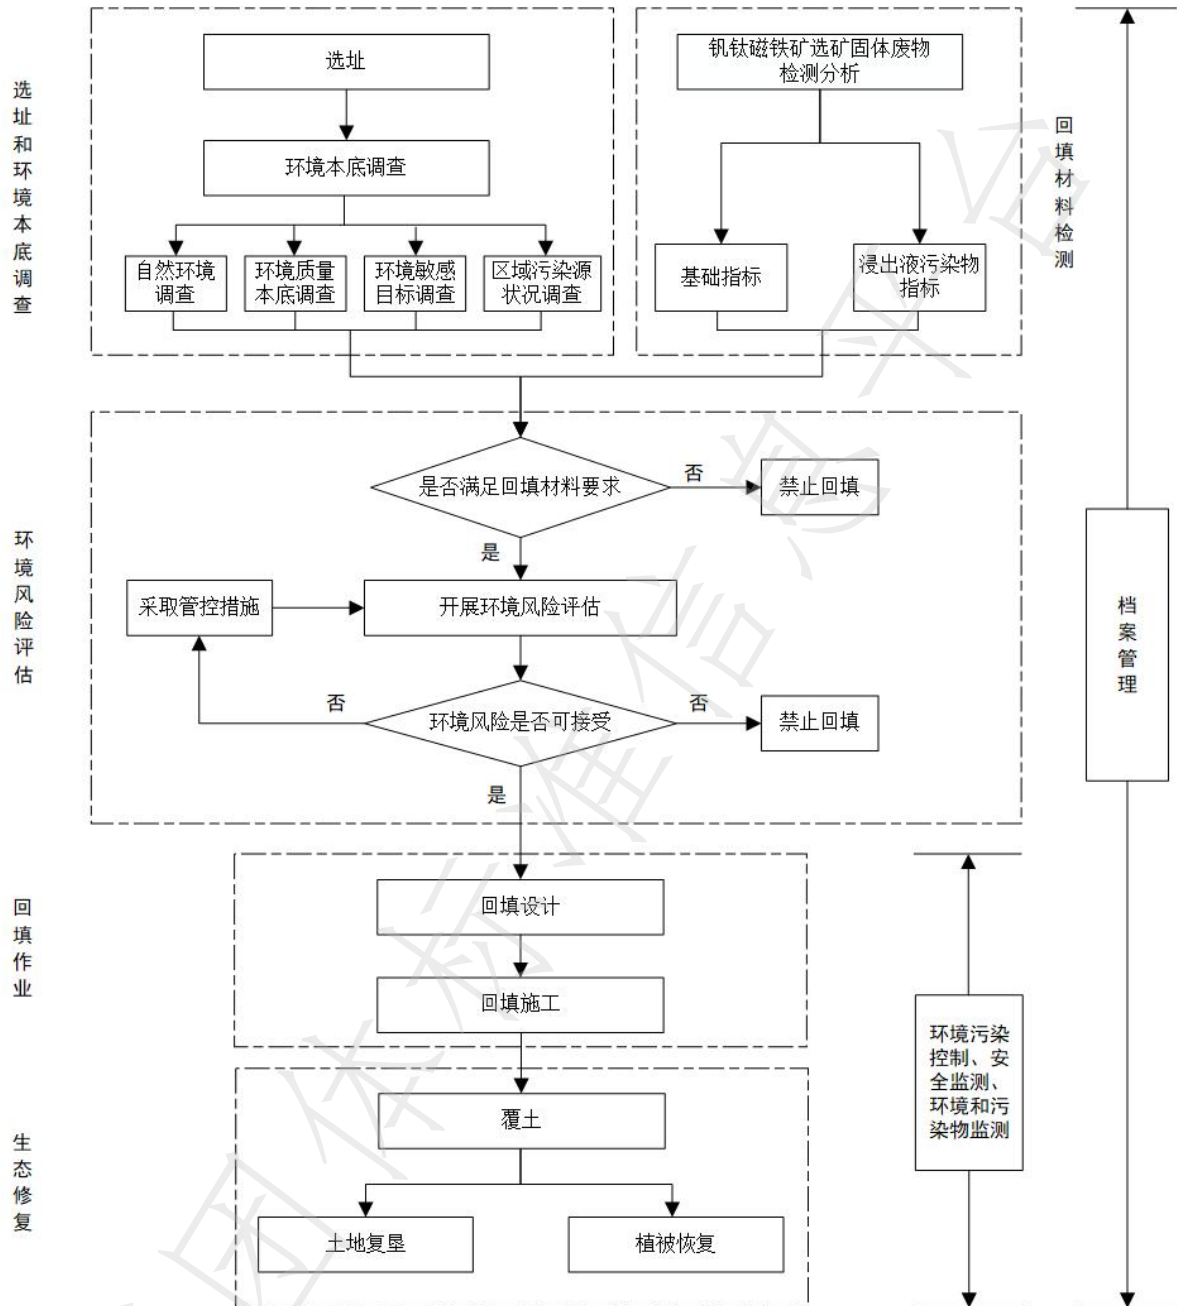 选址和环境本底调查
选址
环境本底调查
自然环境
调查
环境质量
本底调查
环境敏感
目标调查
区域污染源
状况调查
钒钛磁铁矿选矿固体废物
检测分析
基础指标
浸出液污染物
指标
回填材料检测
环境风险评估
是否满足回填材料要求
否
禁止回填
是
采取管控措施
开展环境风险评估
否
环境风险是否可接受
否
禁止回填
是
档案管理
回填作业
回填设计
回填施工
环境污染
控制、安
全监测、
环境和污
染物监测
生态修复
覆土
土地复垦
植被恢复
团体标准信息平台